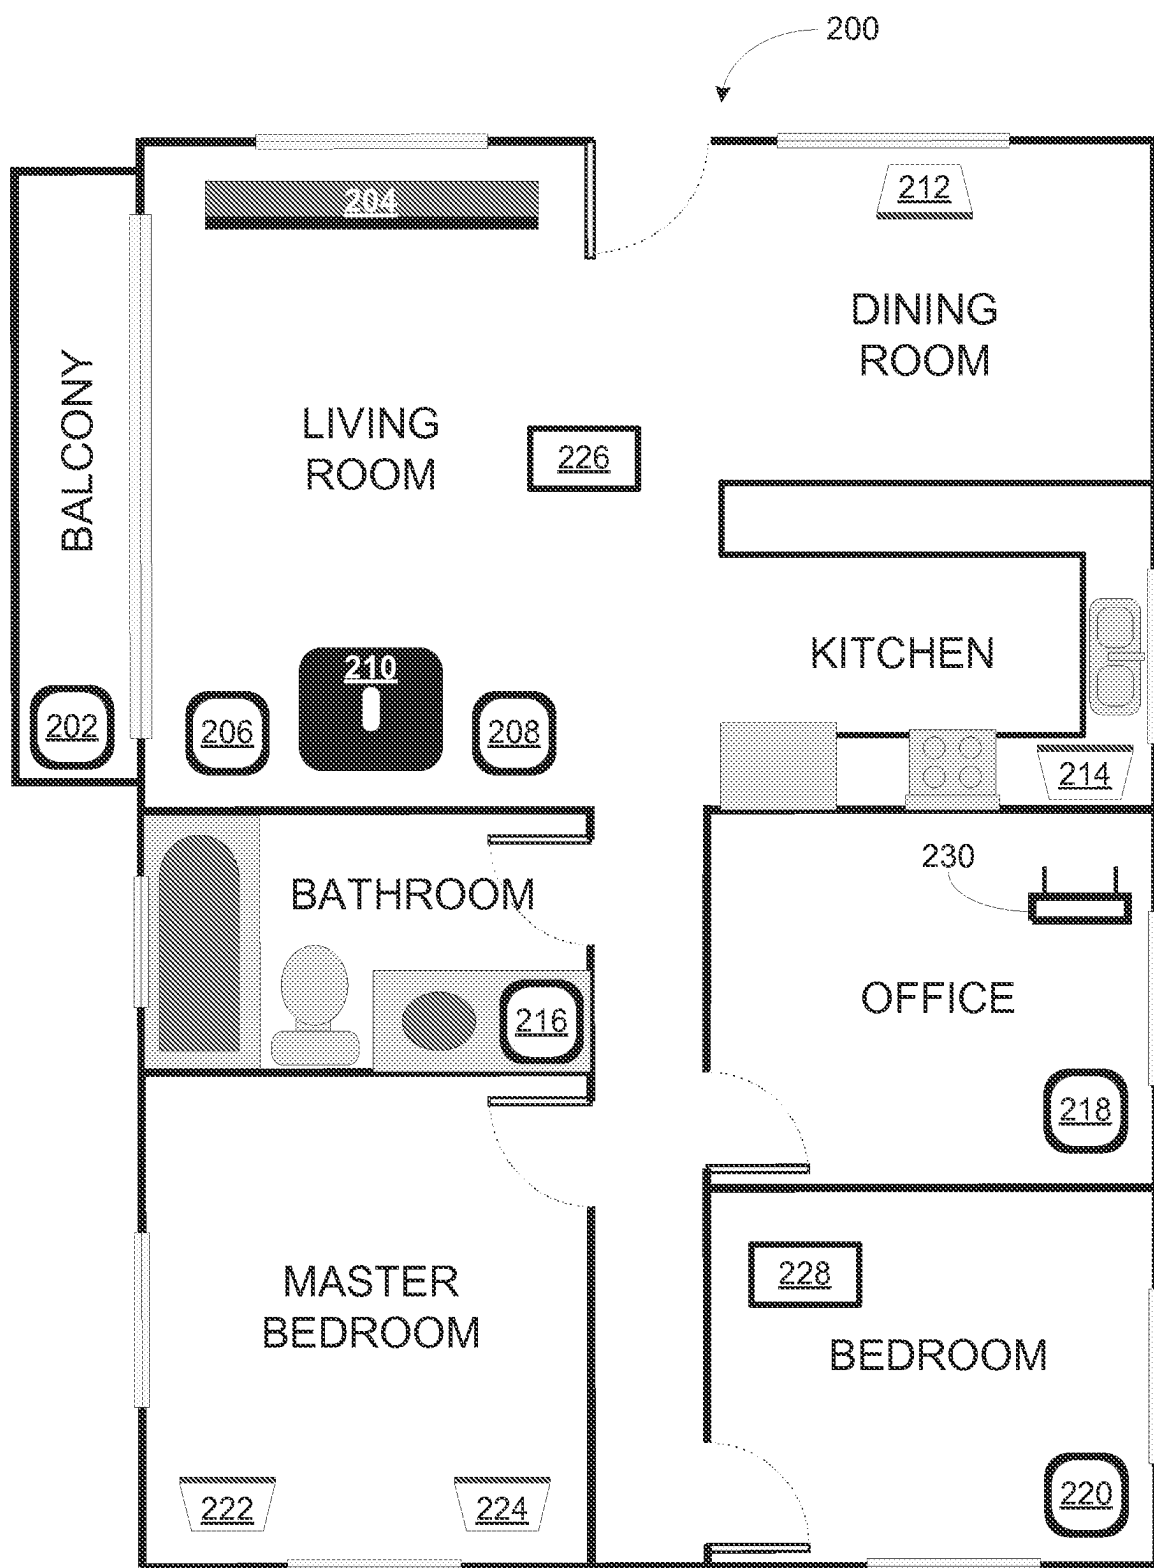 200
204
212
DINING
ROOM
BALCONY
LIVING
ROOM
226
KITCHEN
210
202
206
208
214
230
BATHROOM
OFFICE
216
218
228
MASTER
BEDROOM
BEDROOM
222
224
220